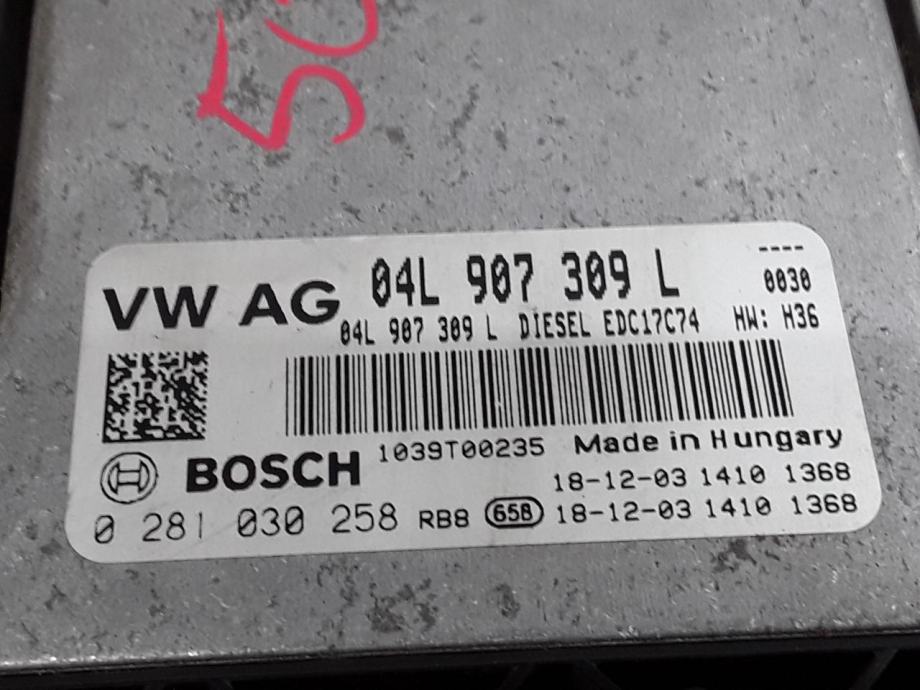 VW AG 04L 907 309 L ----
0030
04L 907 309 L DIESEL EDC17C74 HW: H36
BOSCH 1039T00235 Made in Hungary
18-12-03 1410 1368
0 281 030 258 RB8 658 18-12-03 1410 1368